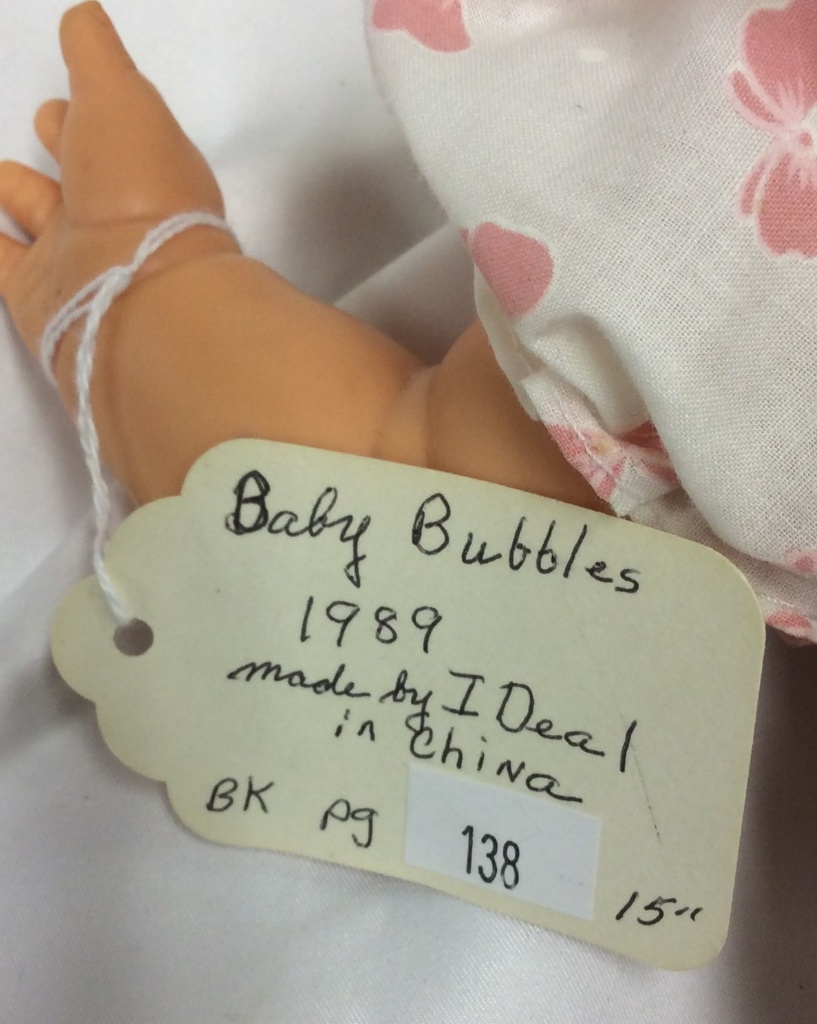 Baby Bubbles
1989
made by I Deal
in China
BK pg 138
15"